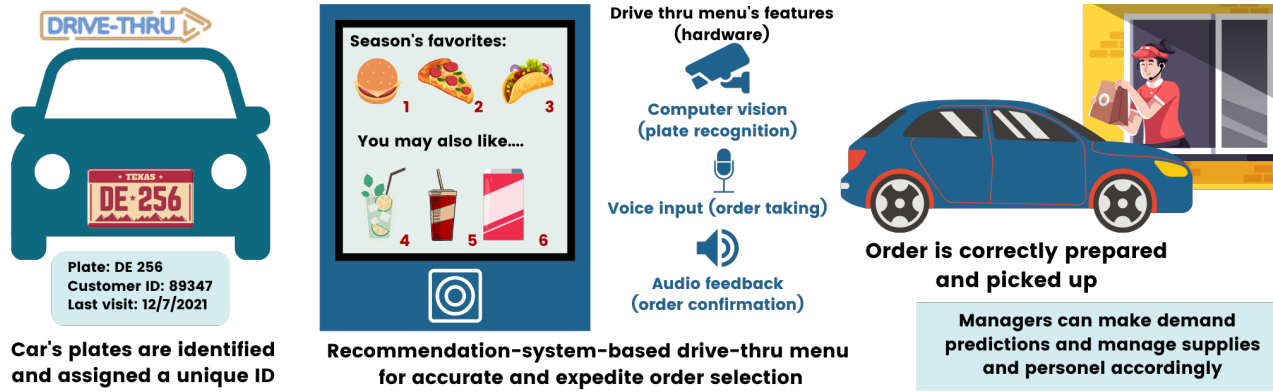 DRIVE-THRU
TEXAS
DE 256
Plate: DE 256
Customer ID: 89347
Last visit: 12/7/2021
Car's plates are identified
and assigned a unique ID
Season's favorites:
1
2
3
You may also like....
4
5
6
Recommendation-system-based drive-thru menu
for accurate and expedite order selection
Drive thru menu's features
(hardware)
Computer vision
(plate recognition)
Voice input (order taking)
Audio feedback
(order confirmation)
Order is correctly prepared
and picked up
Managers can make demand
predictions and manage supplies
and personel accordingly